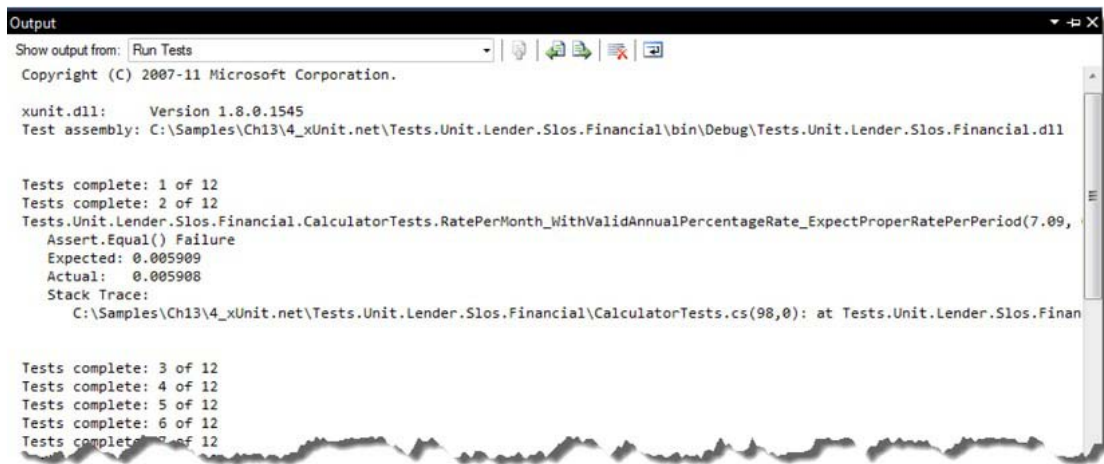 Output
Show output from: Run Tests
Copyright (C) 2007-11 Microsoft Corporation.
xunit.dll: Version 1.8.0.1545
Test assembly: C:\Samples\Ch13\4_xUnit.net\Tests.Unit.Lender.Slos.Financial\bin\Debug\Tests.Unit.Lender.Slos.Financial.dll
Tests complete: 1 of 12
Tests complete: 2 of 12
Tests.Unit.Lender.Slos.Financial.CalculatorTests.RatePerMonth_WithValidAnnualPercentageRate_ExpectProperRatePerPeriod(7.09,
Assert.Equal() Failure
Expected: 0.005909
Actual: 0.005908
Stack Trace:
C:\Samples\Ch13\4_xUnit.net\Tests.Unit.Lender.Slos.Financial\CalculatorTests.cs(98,0): at Tests.Unit.Lender.Slos.Finan
Tests complete: 3 of 12
Tests complete: 4 of 12
Tests complete: 5 of 12
Tests complete: 6 of 12
Tests complete 7 of 12